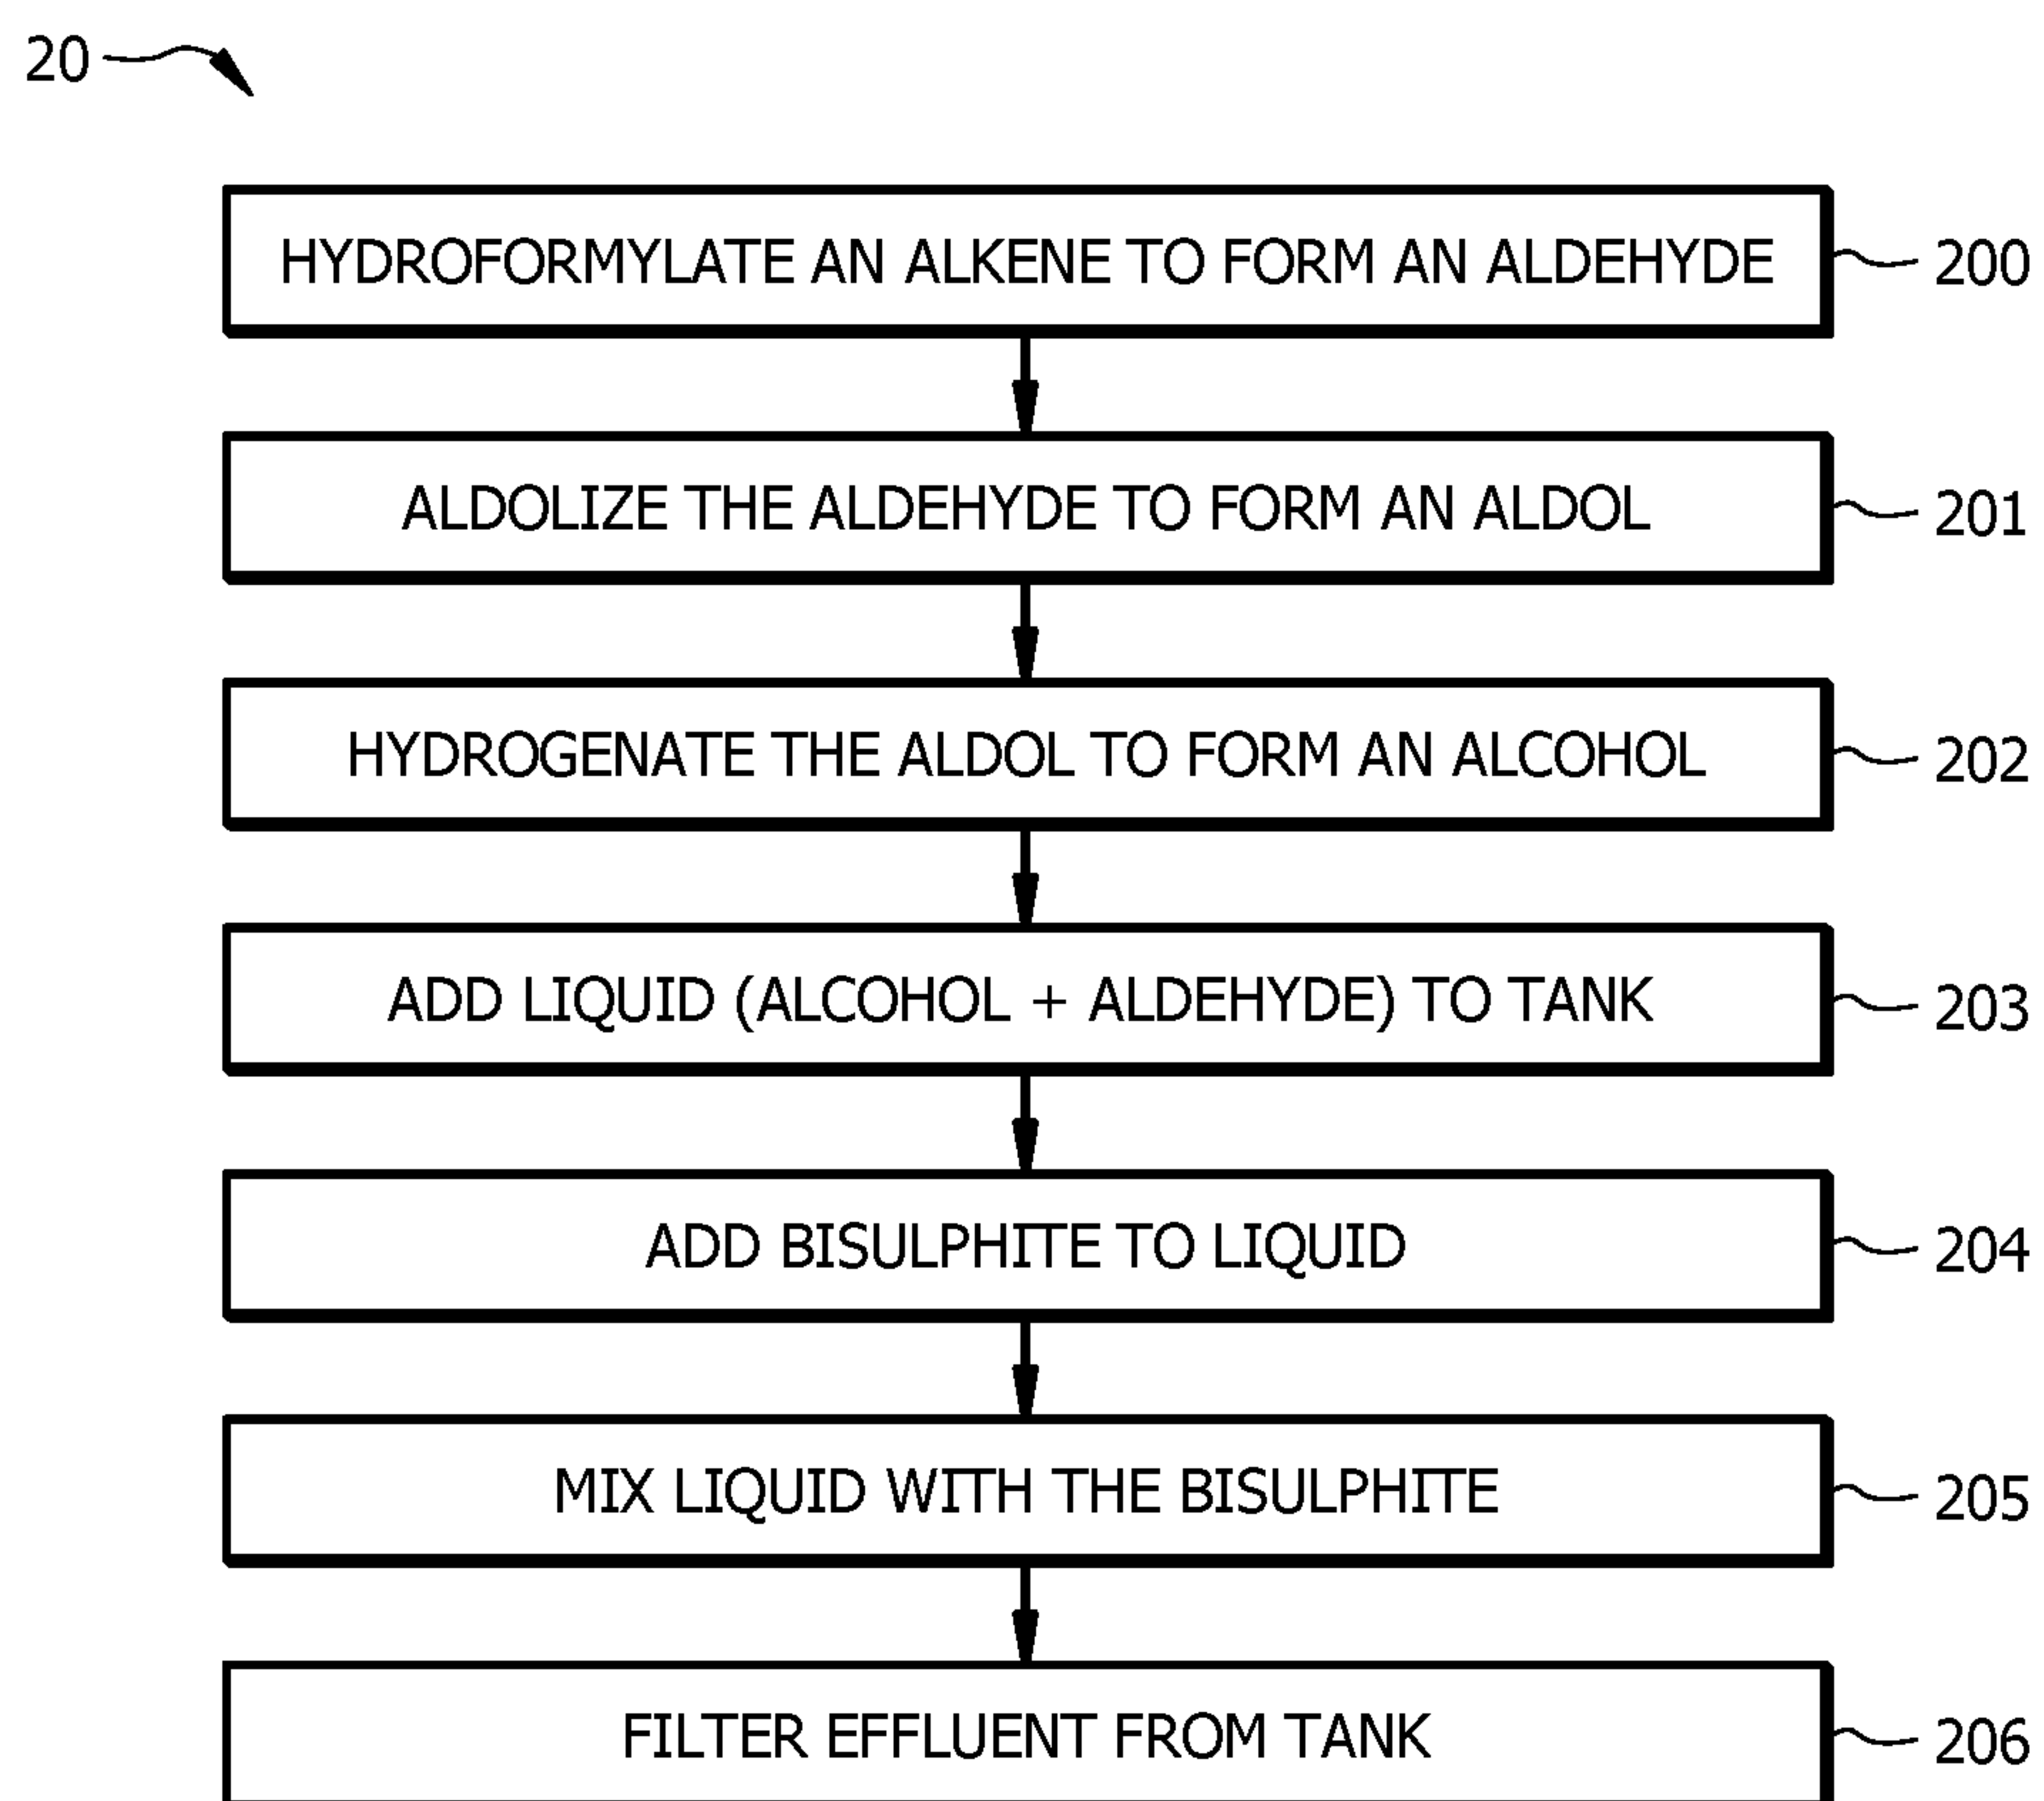 20
HYDROFORMYLATE AN ALKENE TO FORM AN ALDEHYDE 200
ALDOLIZE THE ALDEHYDE TO FORM AN ALDOL 201
HYDROGENATE THE ALDOL TO FORM AN ALCOHOL 202
ADD LIQUID (ALCOHOL + ALDEHYDE) TO TANK 203
ADD BISULPHITE TO LIQUID 204
MIX LIQUID WITH THE BISULPHITE 205
FILTER EFFLUENT FROM TANK 206